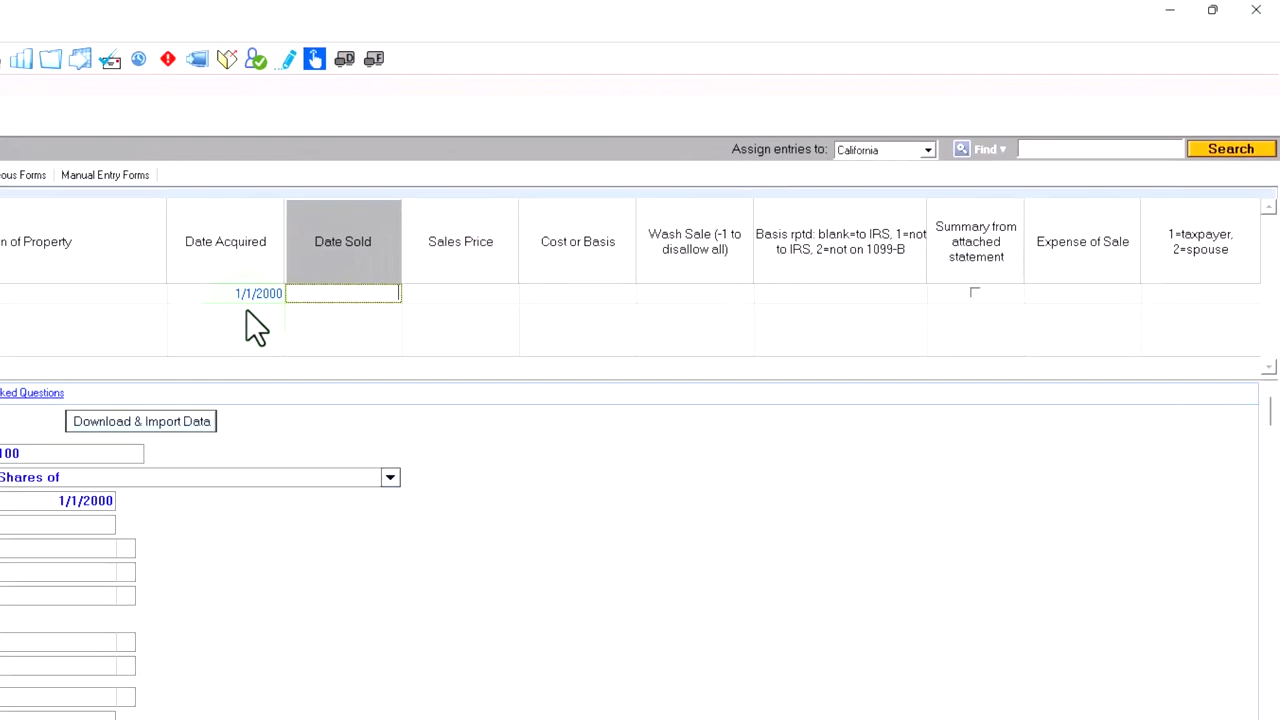 Assign entries to: California Find Search
ous Forms Manual Entry Forms
n of Property Date Acquired Date Sold Sales Price Cost or Basis
Wash Sale (-1 to
disallow all)
Basis rptd: blank=to IRS, 1=not
to IRS, 2=not on 1099-B
Summary from
attached
statement
Expense of Sale
1=taxpayer,
2=spouse
1/1/2000
ked Questions
Download & Import Data
100
Shares of
1/1/2000